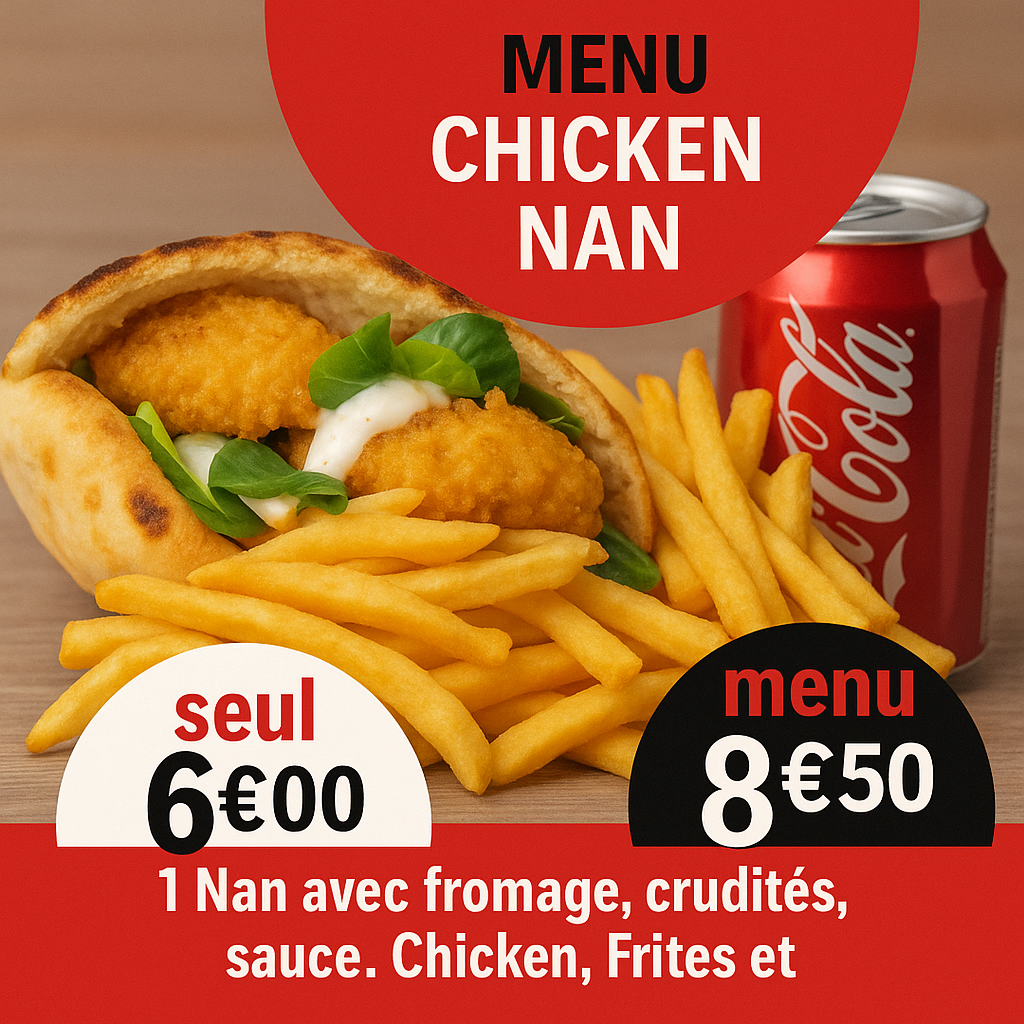 MENU
CHICKEN
NAN
Coca-Cola
seul
6€00
menu
8€50
1 Nan avec fromage, crudités,
sauce. Chicken, Frites et